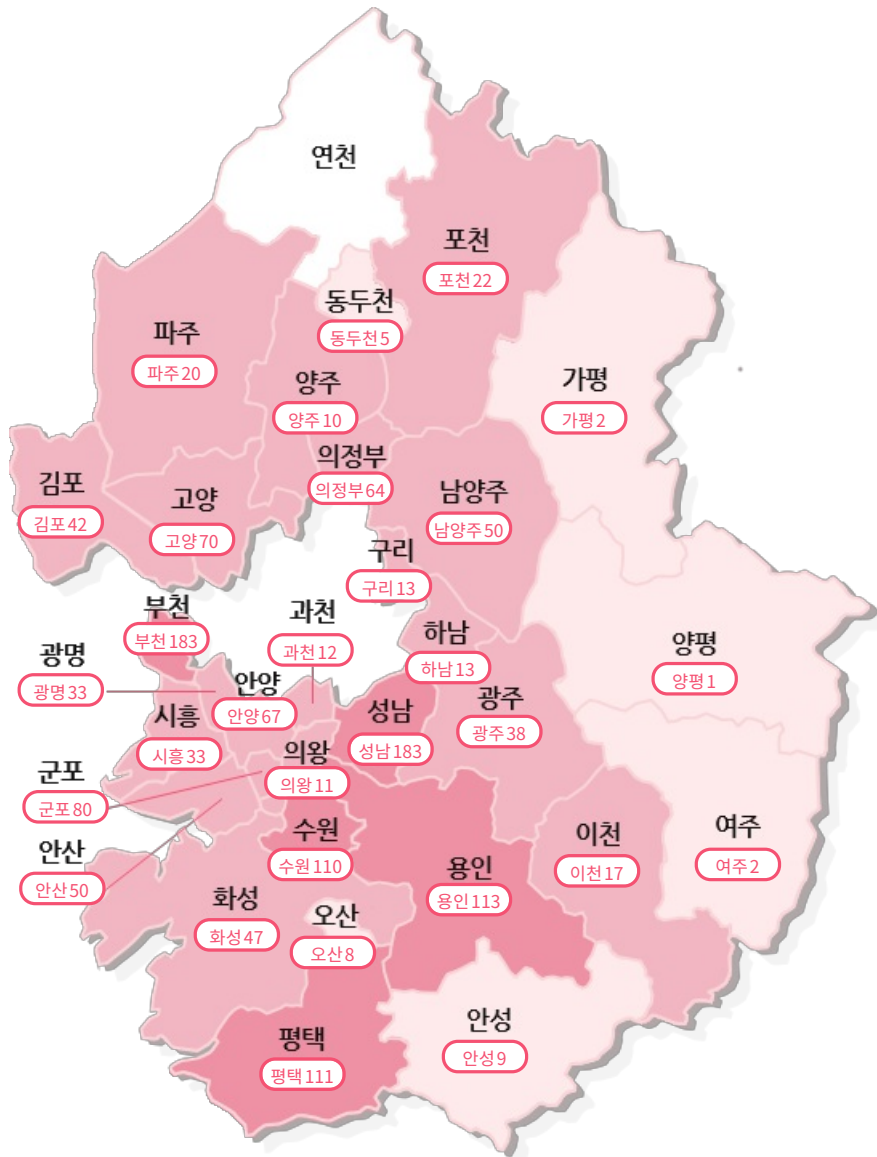 연천
포천
포천22
동두천
동두천5
파주
파주20
양주
양주10
가평
가평2
의정부
의정부64
김포
김포42
고양
고양70
남양주
남양주50
구리
구리13
부천
부천183
과천
과천12
하남
하남13
양평
양평1
광명
광명33
안양
안양67
시흥
시흥33
성남
성남183
광주
광주38
의왕
의왕11
군포
군포80
수원
수원110
이천
이천17
여주
여주2
안산
안산50
용인
용인113
화성
화성47
오산
오산8
안성
안성9
평택
평택111